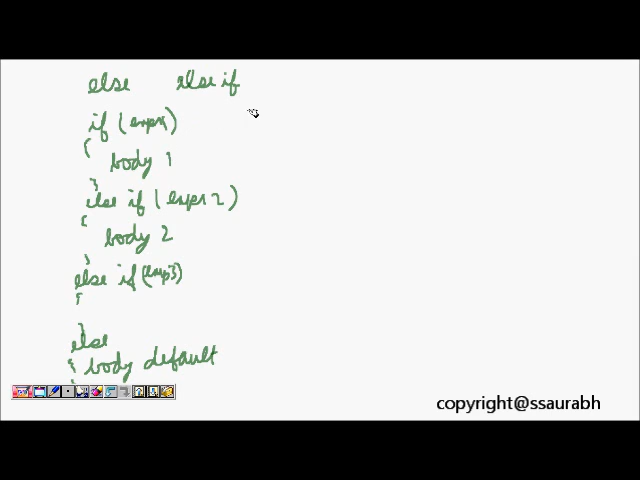 else else if
if (expr1)
{
body 1
}
else if (expr 2)
{
body 2
}
else if (exp3)
{
}
else
{ body default
copyright@ssaurabh